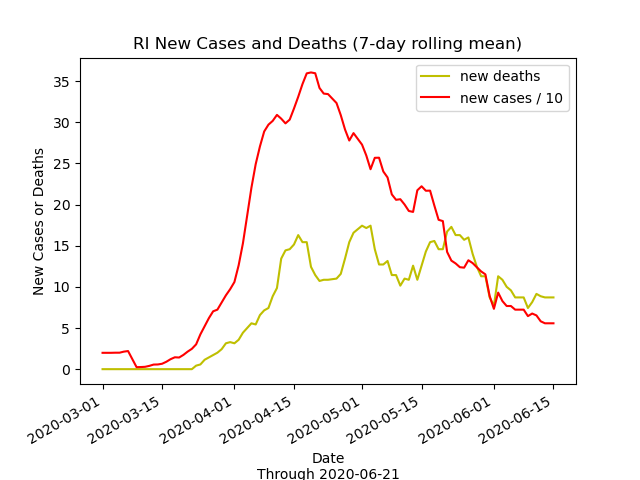 RI New Cases and Deaths (7-day rolling mean)
new deaths
new cases / 10
New Cases or Deaths
35
30
25
20
15
10
5
0
2020-03-01
2020-03-15
2020-04-01
2020-04-15
2020-05-01
2020-05-15
2020-06-01
2020-06-15
Date
Through 2020-06-21